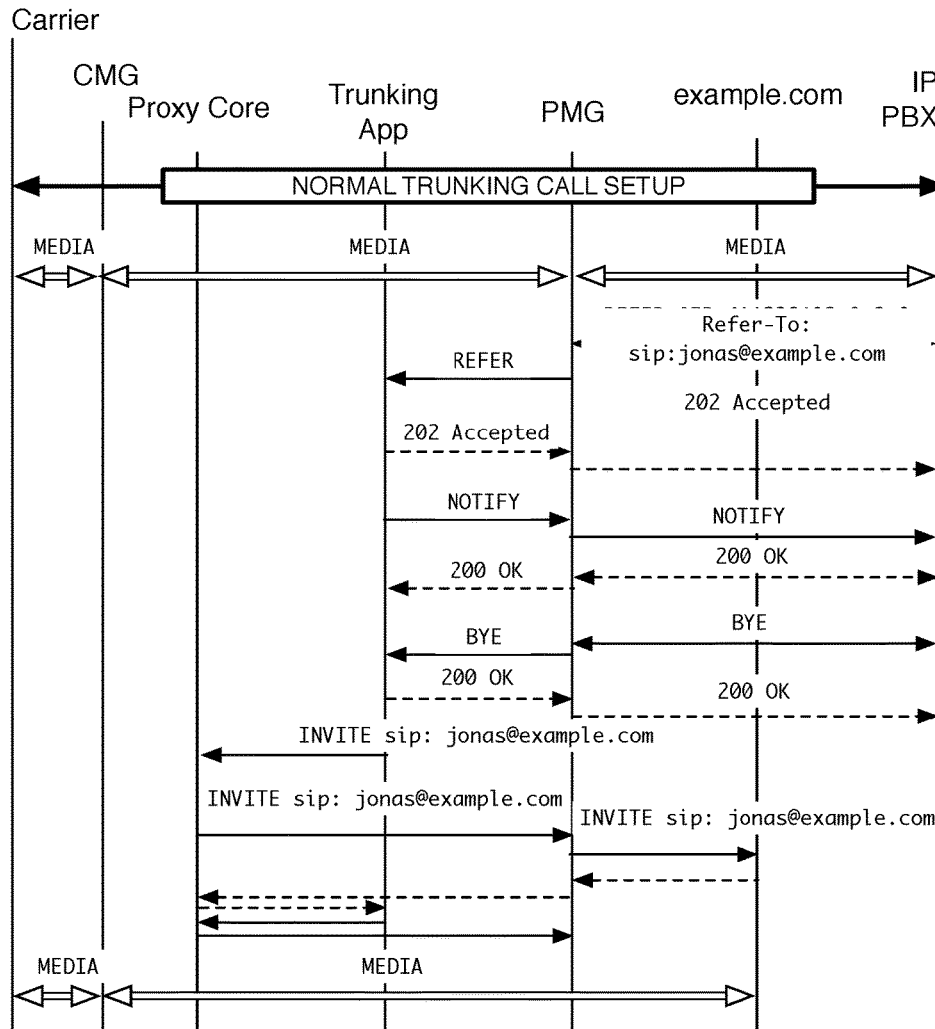 Carrier
CMG
Proxy Core
Trunking
App
PMG
example.com
IP
PBX
NORMAL TRUNKING CALL SETUP
MEDIA
MEDIA
MEDIA
Refer-To:
sip:jonas@example.com
REFER
202 Accepted
202 Accepted
NOTIFY
NOTIFY
200 OK
200 OK
BYE
BYE
200 OK
200 OK
INVITE sip: jonas@example.com
INVITE sip: jonas@example.com
INVITE sip: jonas@example.com
MEDIA
MEDIA